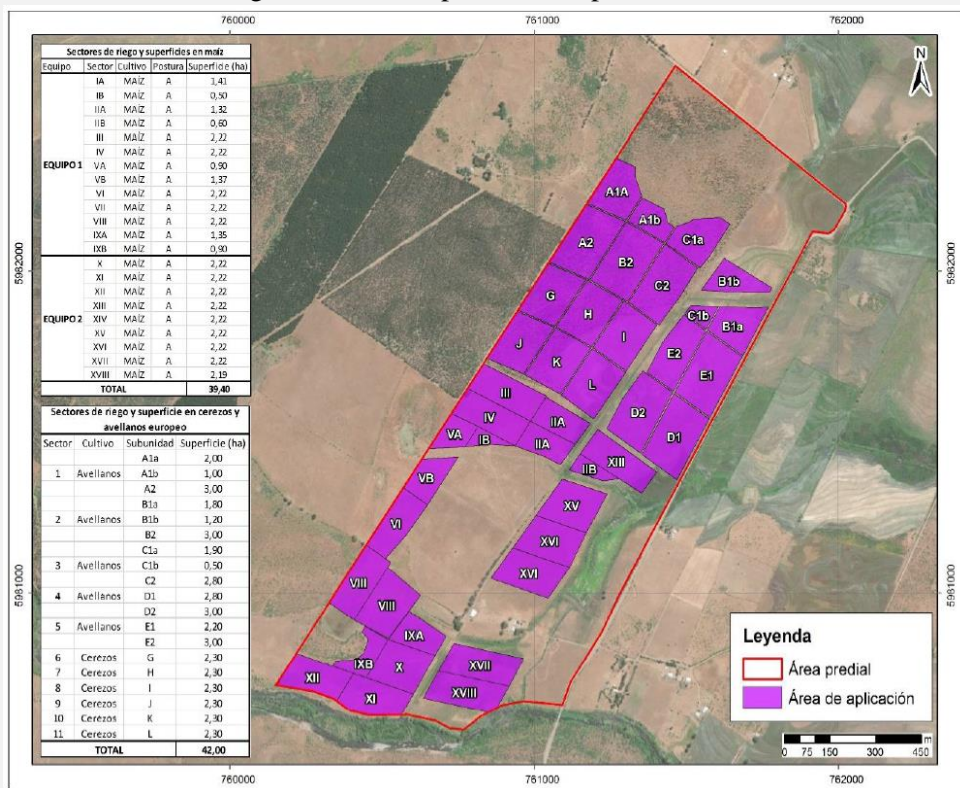 760000 761000 762000
5982000
5981000
760000 761000 762000
5982000
5981000
N
Sectores de riego y superficies en maíz
Equipo Sector Cultivo Postura Superficie (ha)
IA MAÍZ A 1,41
IB MAÍZ A 0,50
IIA MAÍZ A 1,32
IIB MAÍZ A 0,60
III MAÍZ A 2,22
IV MAÍZ A 2,22
EQUIPO 1 VA MAÍZ A 0,90
VB MAÍZ A 1,37
VI MAÍZ A 2,22
VII MAÍZ A 2,22
VIII MAÍZ A 2,22
IXA MAÍZ A 1,35
IXB MAÍZ A 0,90
X MAÍZ A 2,22
XI MAÍZ A 2,22
XII MAÍZ A 2,22
XIII MAÍZ A 2,22
EQUIPO 2 XIV MAÍZ A 2,22
XV MAÍZ A 2,22
XVI MAÍZ A 2,22
XVII MAÍZ A 2,22
XVIII MAÍZ A 2,19
TOTAL 39,40
Sectores de riego y superficie en cerezos y
avellanos europeo
Sector Cultivo Subunidad Superficie (ha)
A1a 2,00
1 Avellanos A1b 1,00
A2 3,00
B1a 1,80
2 Avellanos B1b 1,20
B2 3,00
C1a 1,90
3 Avellanos C1b 0,50
C2 2,80
4 Avellanos D1 2,80
D2 3,00
5 Avellanos E1 2,20
E2 3,00
6 Cerezos G 2,30
7 Cerezos H 2,30
8 Cerezos I 2,30
9 Cerezos J 2,30
10 Cerezos K 2,30
11 Cerezos L 2,30
TOTAL 42,00
A1A
A1b
C1a
A2
B2
C2
B1b
G
H
I
C1b
B1a
J
K
L
E2
E1
D2
D1
III
IV
IIA
VA
IB
IIA
IIB
XIII
VB
VI
XV
XVI
XVI
VIII
VIII
IXA
IXB
X
XII
XI
XVII
XVIII
Leyenda
Área predial
Área de aplicación
m
0 75 150 300 450